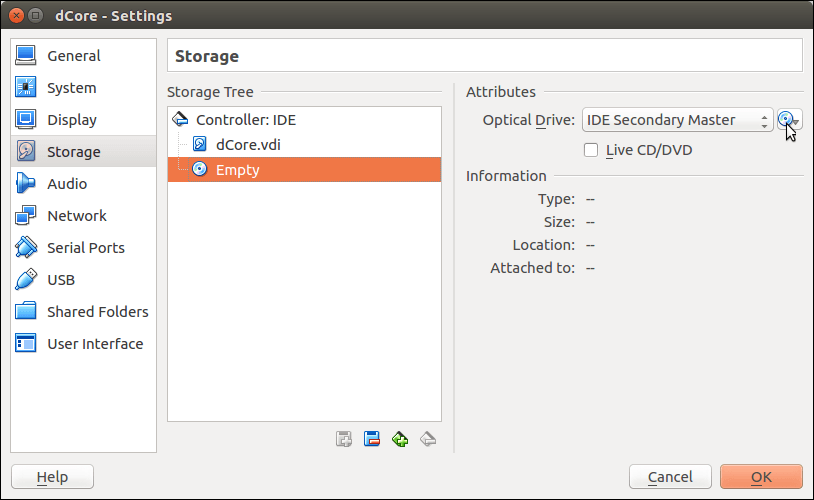 dCore - Settings
General
System
Display
Storage
Audio
Network
Serial Ports
USB
Shared Folders
User Interface
Storage
Storage Tree
Controller: IDE
dCore.vdi
Empty
Attributes
Optical Drive: IDE Secondary Master
Live CD/DVD
Information
Type: --
Size: --
Location: --
Attached to: --
Help
Cancel
OK